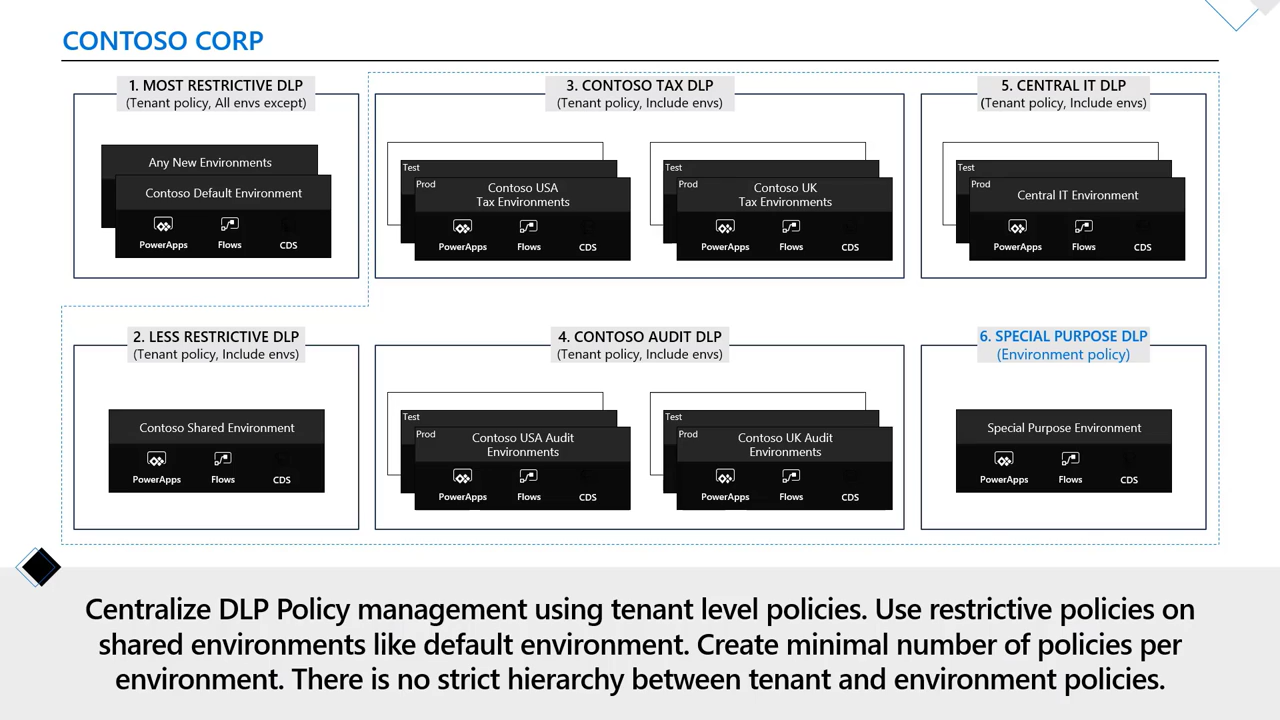 CONTOSO CORP
1. MOST RESTRICTIVE DLP
(Tenant policy, All envs except)
Any New Environments
Contoso Default Environment
PowerApps
Flows
CDS
3. CONTOSO TAX DLP
(Tenant policy, Include envs)
Test
Prod
Contoso USA
Tax Environments
PowerApps
Flows
CDS
Test
Prod
Contoso UK
Tax Environments
PowerApps
Flows
CDS
5. CENTRAL IT DLP
(Tenant policy, Include envs)
Test
Prod
Central IT Environment
PowerApps
Flows
CDS
2. LESS RESTRICTIVE DLP
(Tenant policy, Include envs)
Contoso Shared Environment
PowerApps
Flows
CDS
4. CONTOSO AUDIT DLP
(Tenant policy, Include envs)
Test
Prod
Contoso USA Audit
Environments
PowerApps
Flows
CDS
Test
Prod
Contoso UK Audit
Environments
PowerApps
Flows
CDS
6. SPECIAL PURPOSE DLP
(Environment policy)
Special Purpose Environment
PowerApps
Flows
CDS
Centralize DLP Policy management using tenant level policies. Use restrictive policies on
shared environments like default environment. Create minimal number of policies per
environment. There is no strict hierarchy between tenant and environment policies.